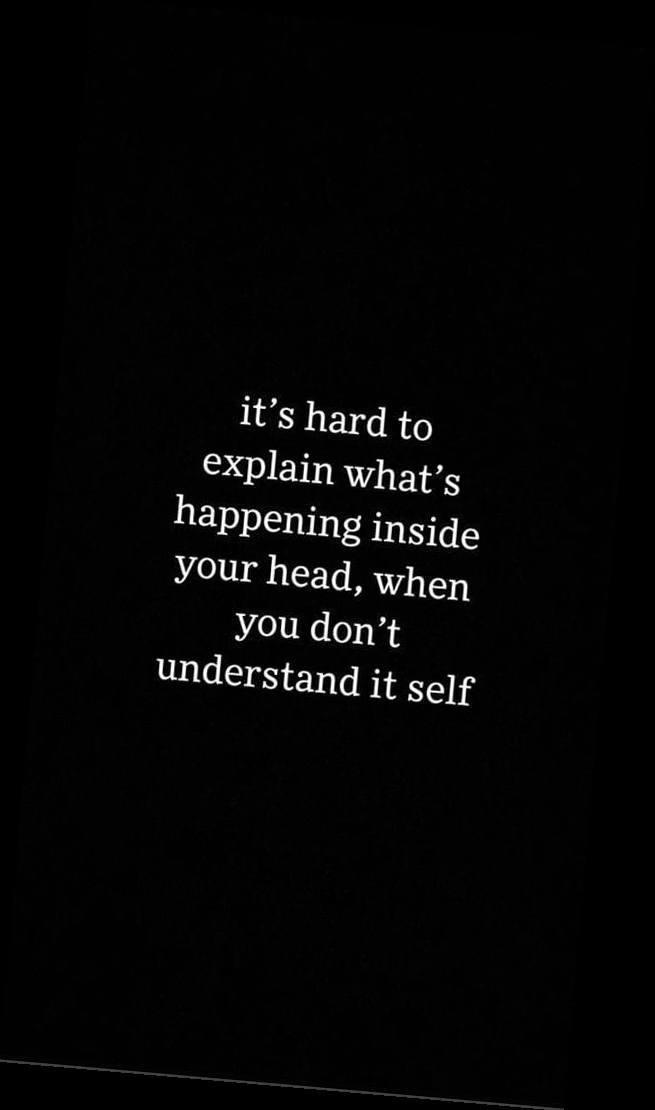 it’s hard to
explain what’s
happening inside
your head, when
you don’t
understand it self